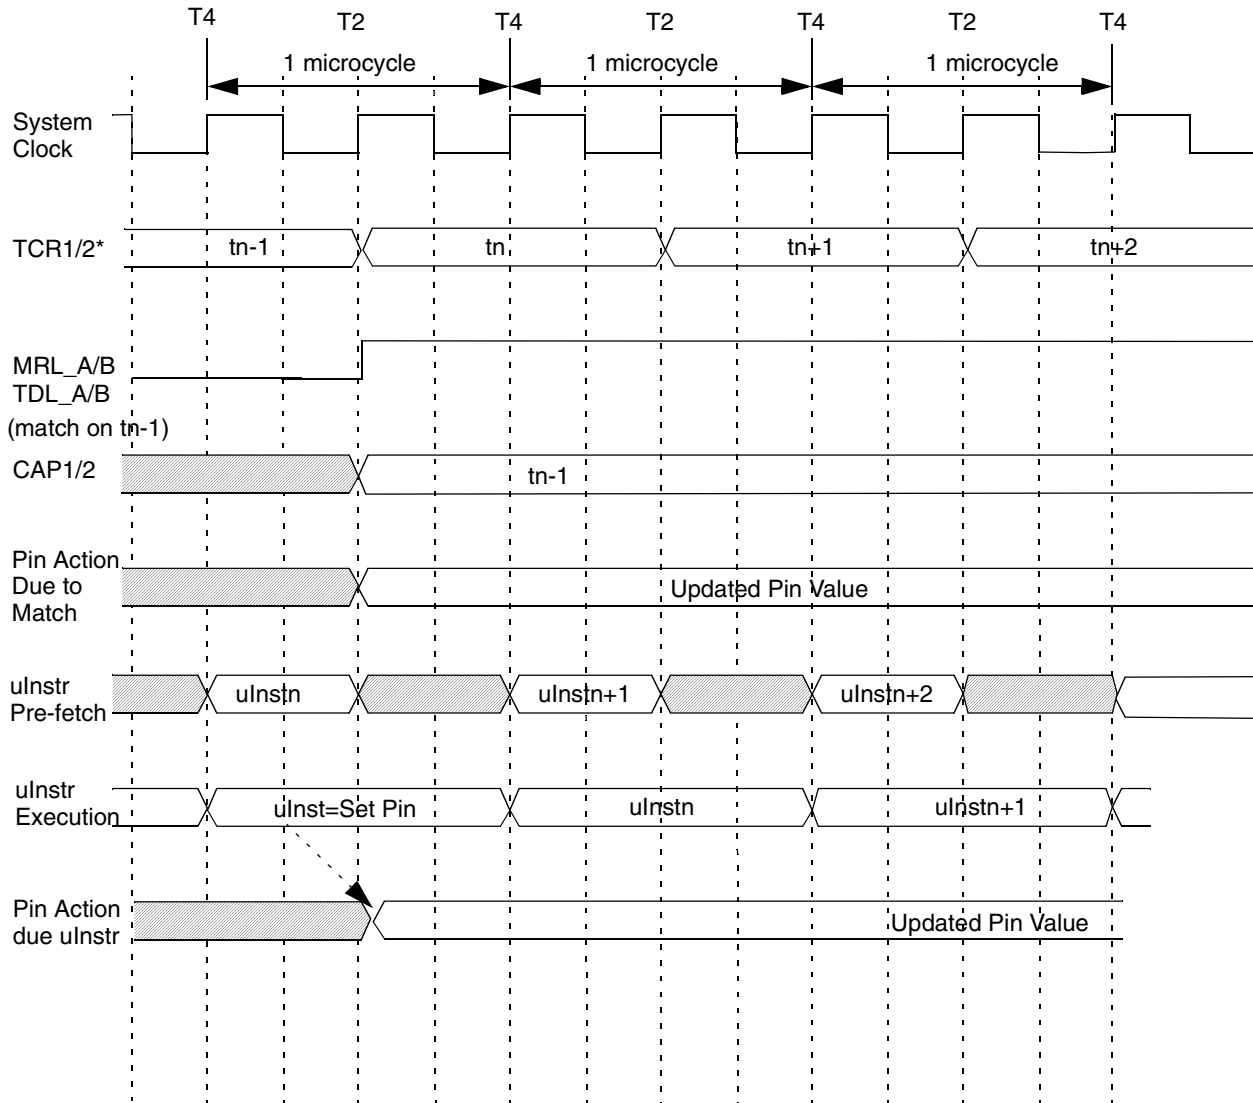 T4 T2 T4 T2 T4 T2 T4
1 microcycle 1 microcycle 1 microcycle
System
Clock
TCR1/2* tn-1 tn tn+1 tn+2
MRL_A/B
TDL_A/B
(match on tn-1)
CAP1/2 tn-1
Pin Action
Due to
Match
Updated Pin Value
uInstr
Pre-fetch
uInstn uInstn+1 uInstn+2
uInstr
Execution
uInst=Set Pin uInstn uInstn+1
Pin Action
due uInstr
Updated Pin Value